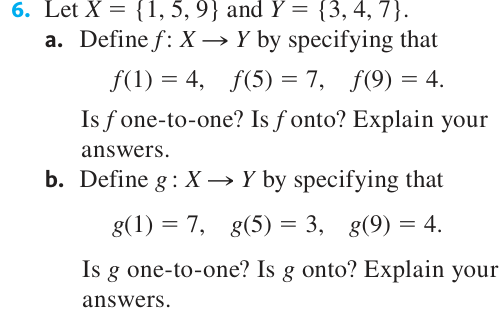 6. Let X = {1, 5, 9} and Y = {3, 4, 7}.
a. Define f: X → Y by specifying that
f(1) = 4, f(5) = 7, f(9) = 4.
Is f one-to-one? Is f onto? Explain your
answers.
b. Define g: X → Y by specifying that
g(1) = 7, g(5) = 3, g(9) = 4.
Is g one-to-one? Is g onto? Explain your
answers.